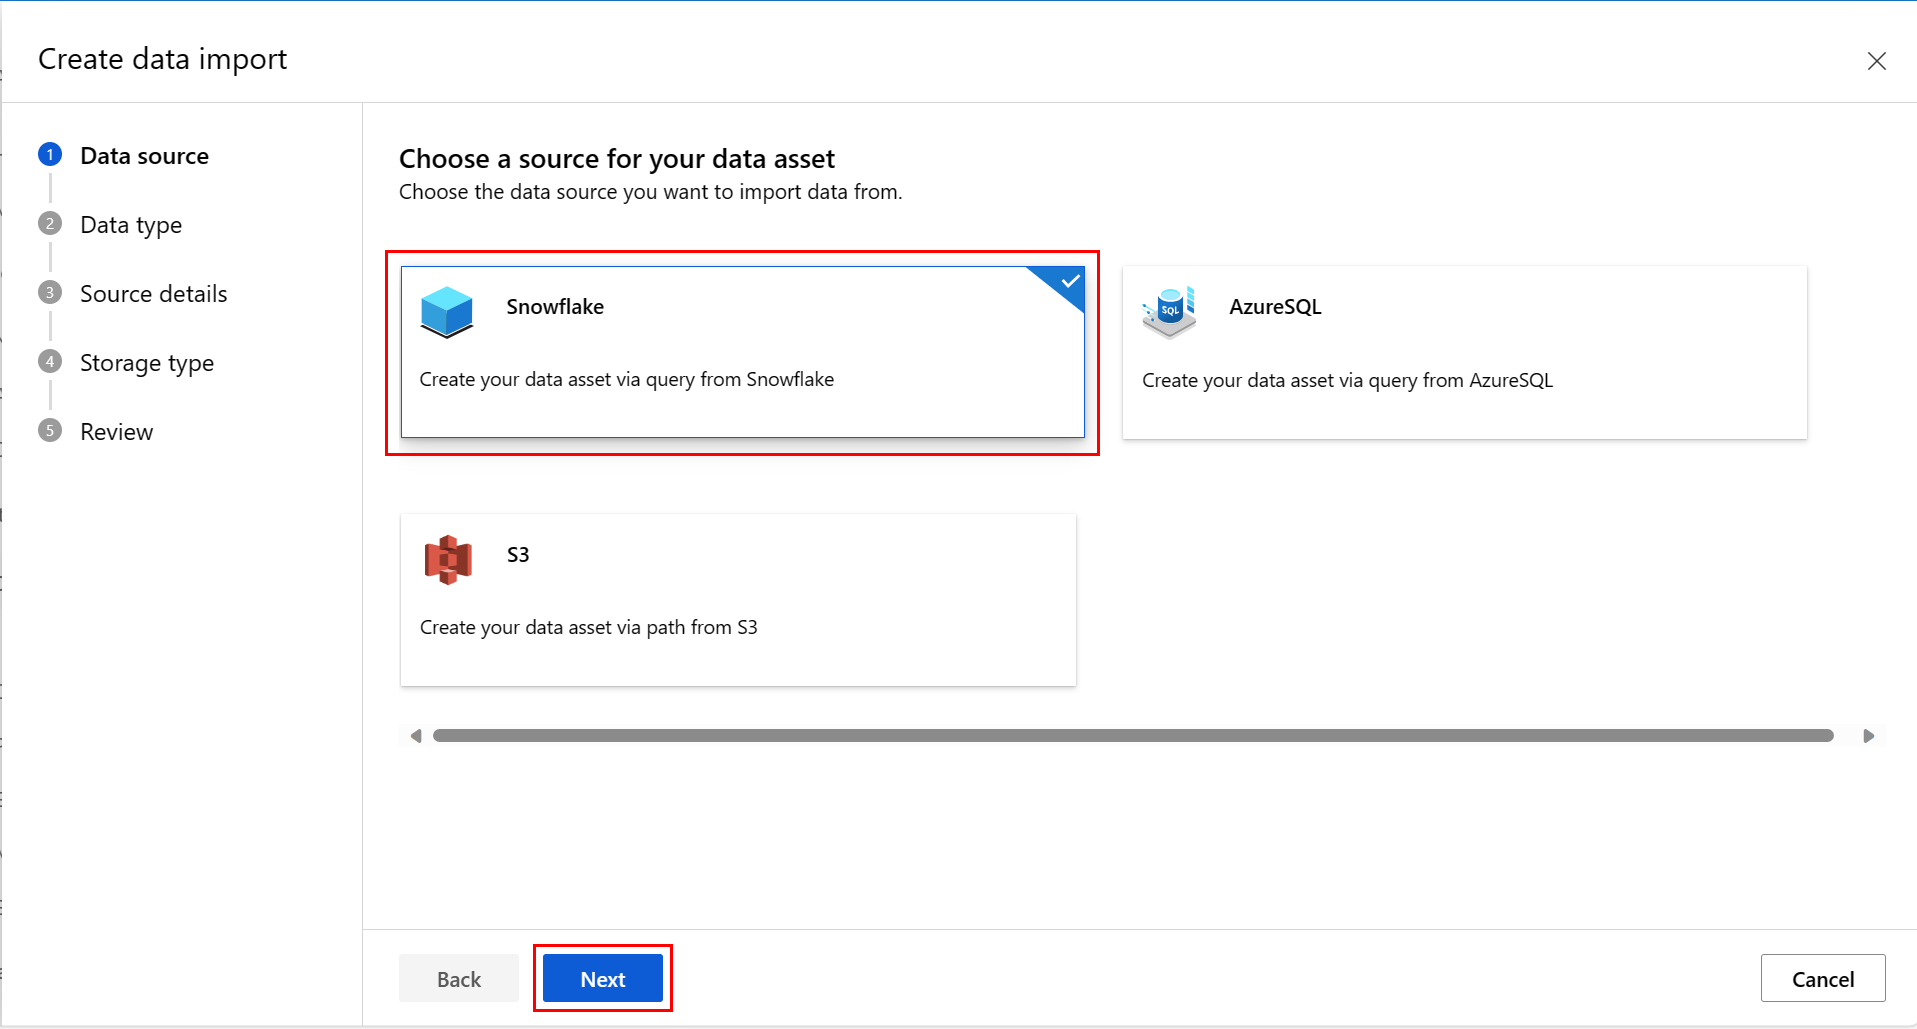 Create data import
1 Data source
2 Data type
3 Source details
4 Storage type
5 Review
Choose a source for your data asset
Choose the data source you want to import data from.
Snowflake
Create your data asset via query from Snowflake
SQL
AzureSQL
Create your data asset via query from AzureSQL
S3
Create your data asset via path from S3
Back
Next
Cancel